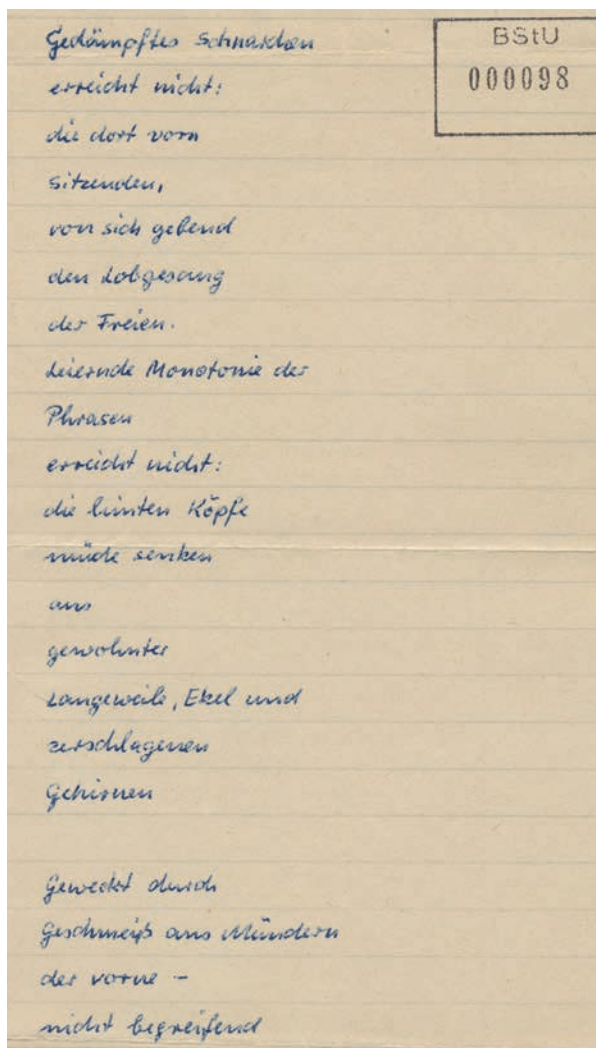 Gedämpftes Schnarchen
erreicht nicht:
die dort vorn
sitzenden,
von sich gebend
den Lobgesang
der Freien.
Leiernde Monotonie der
Phrasen
erreicht nicht:
die hinten Köpfe
müde senken
aus
gewohnter
Langeweile, Ekel und
zerschlagenen
Gehirnen
Geweckt durch
Geschmeiß aus Mündern
der vorne –
nicht begreifend
BStU
000098